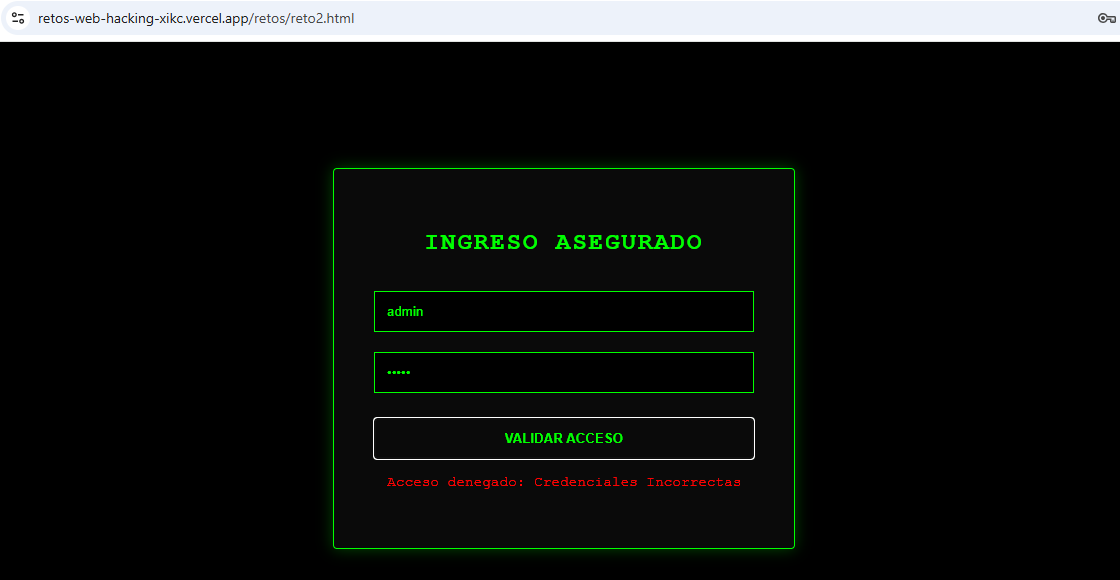 retos-web-hacking-xikc.vercel.app/retos/reto2.html
INGRESO ASEGURADO
admin
•••••
VALIDAR ACCESO
Acceso denegado: Credenciales Incorrectas